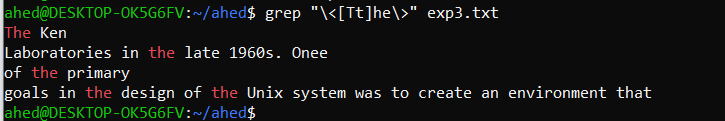 ahed@DESKTOP-OK5G6FV:~/ahed$ grep "\<[Tt]he\>" exp3.txt
The Ken
Laboratories in the late 1960s. Onee
of the primary
goals in the design of the Unix system was to create an environment that
ahed@DESKTOP-OK5G6FV:~/ahed$